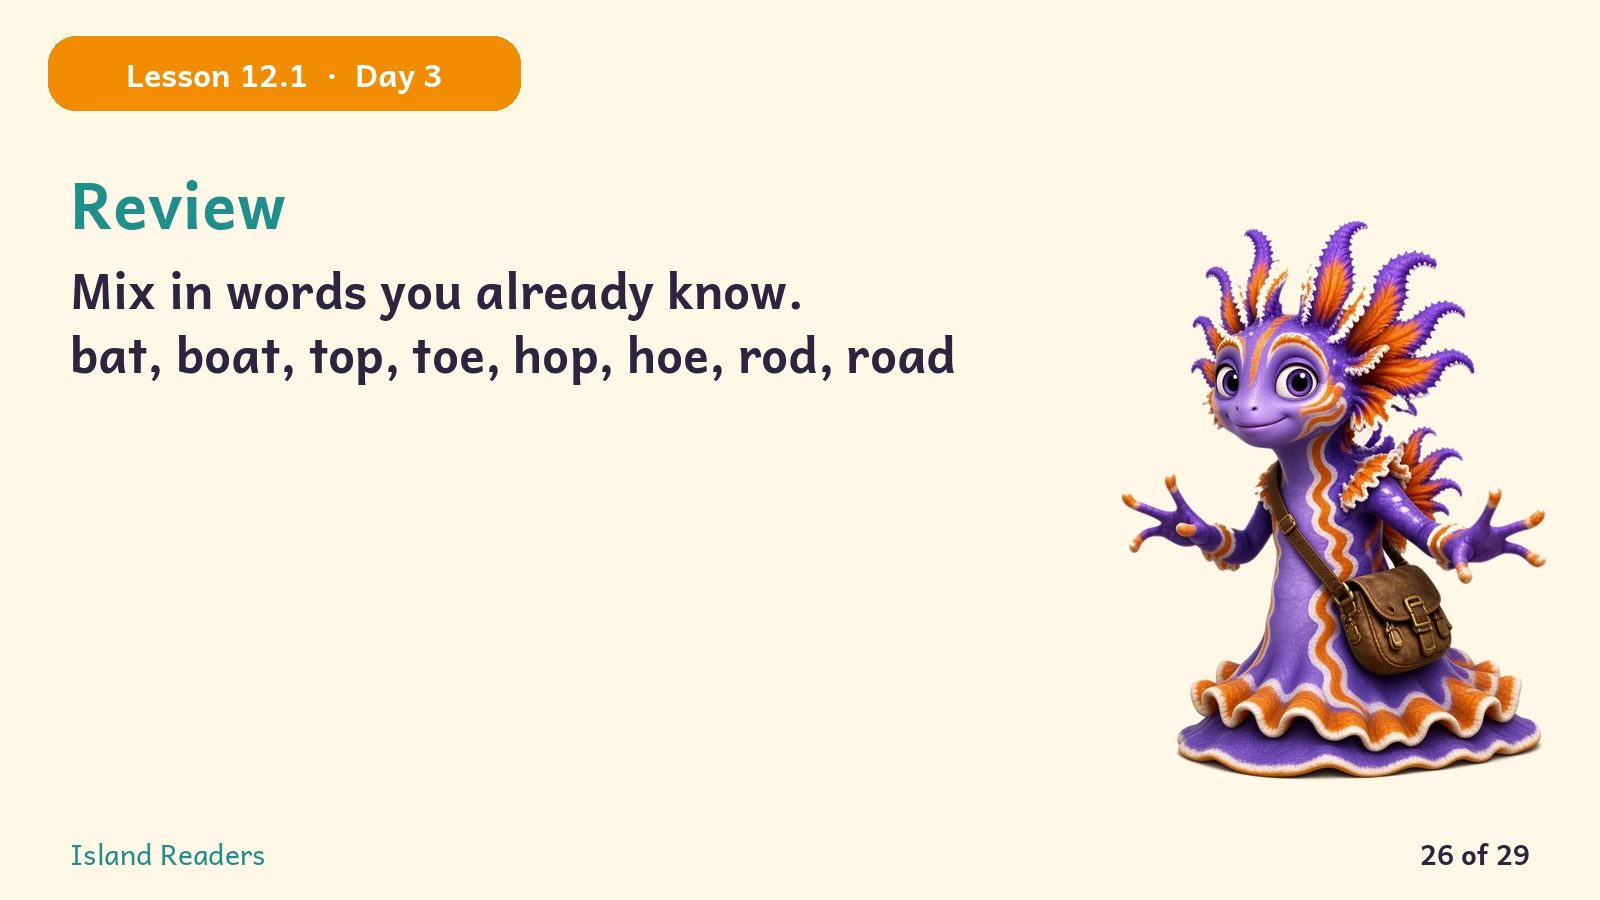 Lesson 12.1 · Day 3
Review
Mix in words you already know.
bat, boat, top, toe, hop, hoe, rod, road
Island Readers
26 of 29